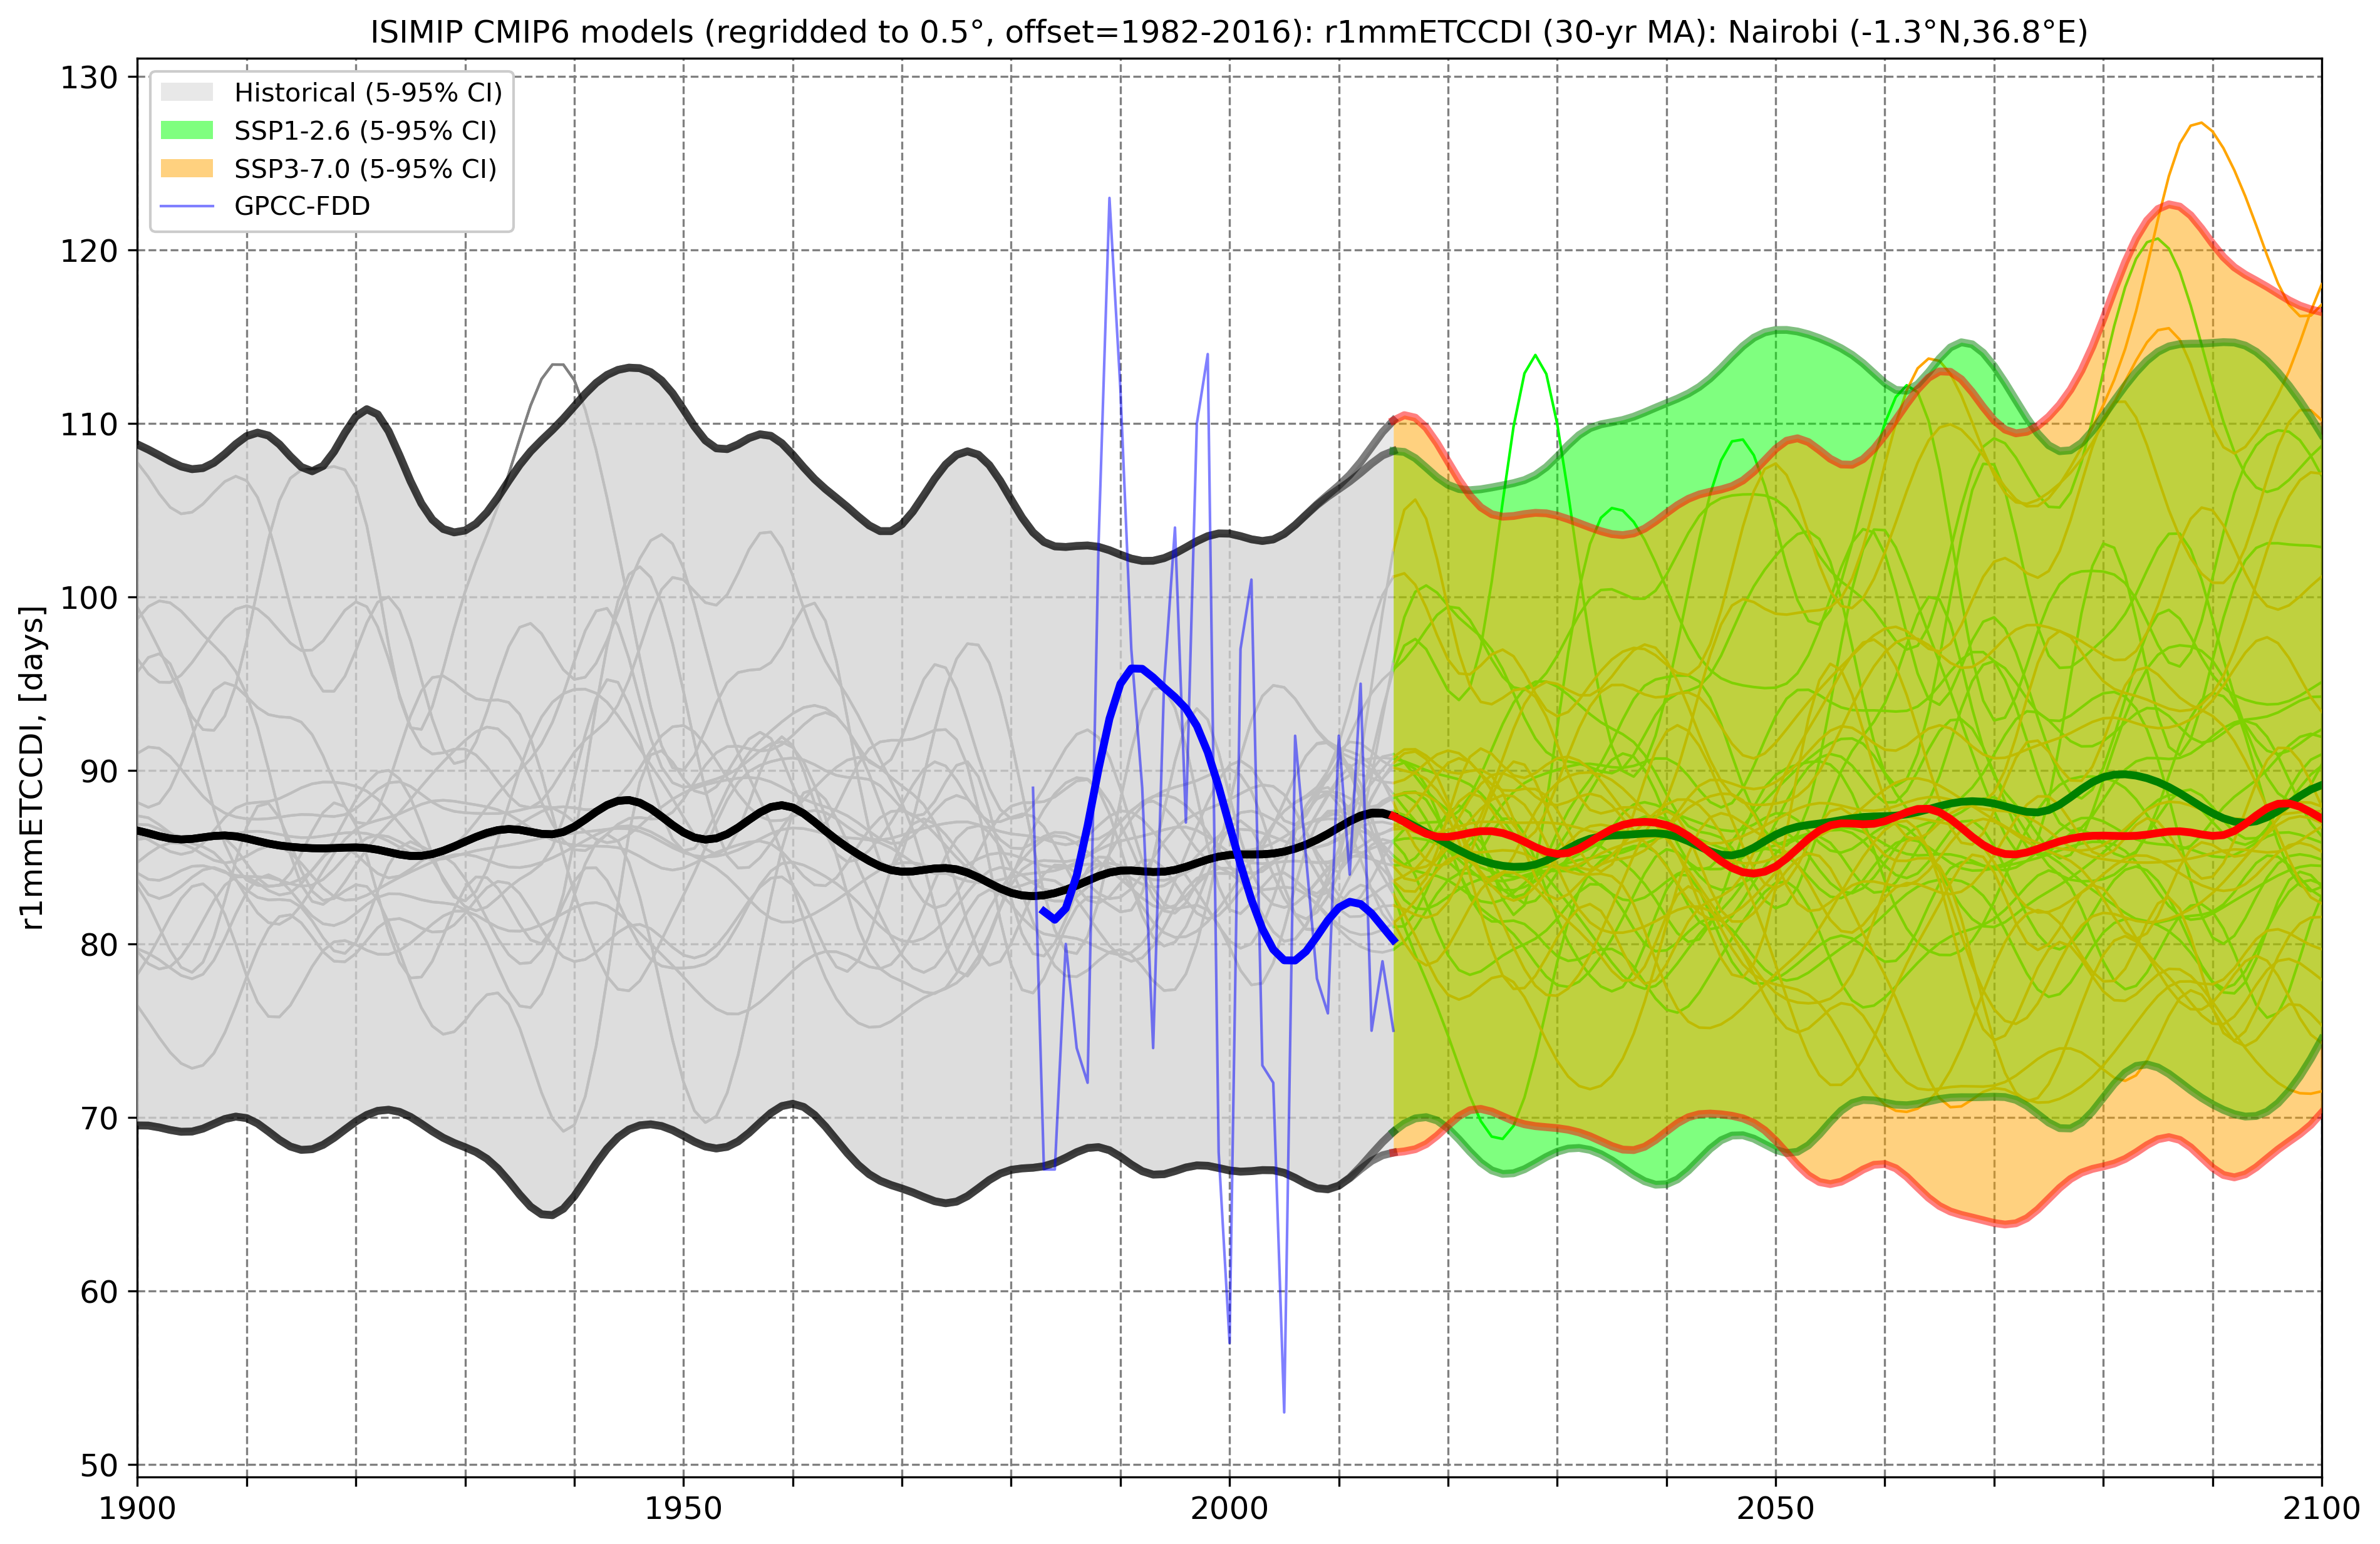 ISIMIP CMIP6 models (regridded to 0.5°, offset=1982-2016): r1mmETCCDI (30-yr MA): Nairobi (-1.3°N,36.8°E)
130
120
110
100
90
80
70
60
50
r1mmETCCDI, [days]
Historical (5-95% CI)
SSP1-2.6 (5-95% CI)
SSP3-7.0 (5-95% CI)
GPCC-FDD
1900 1950 2000 2050 2100